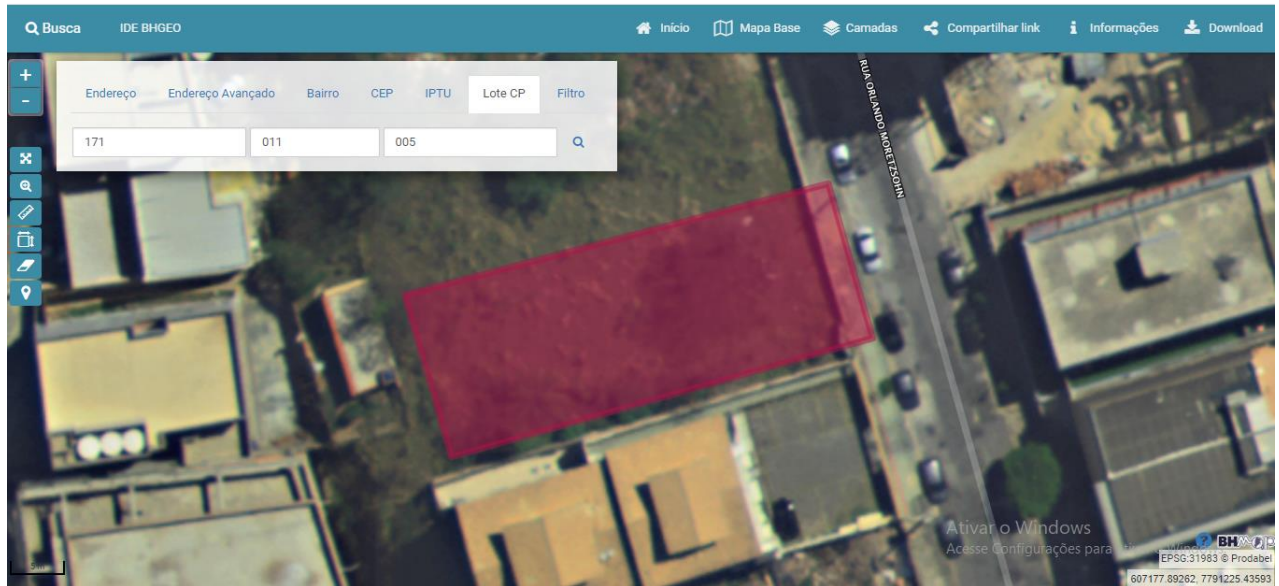 Busca IDE BHGEO Início Mapa Base Camadas Compartilhar link Informações Download
+
-
Endereço Endereço Avançado Bairro CEP IPTU Lote CP Filtro
171 011 005
RUA ORLANDO MORETZSOHN
Ativar o Windows
Acesse Configurações para
BH
EPSG:31983 © Prodabel
607177.89262, 7791225.43591